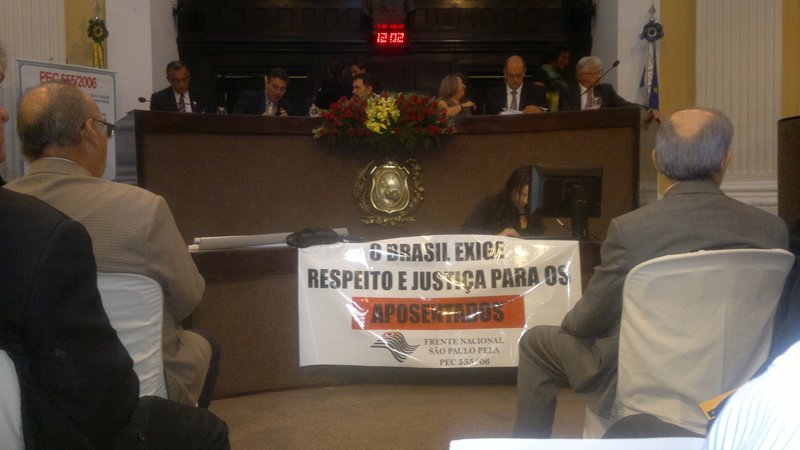 12:02
PEC 555/2006
O BRASIL EXIGE
RESPEITO E JUSTIÇA PARA OS
APOSENTADOS
FRENTE NACIONAL
SÃO PAULO PELA
PEC 555/06